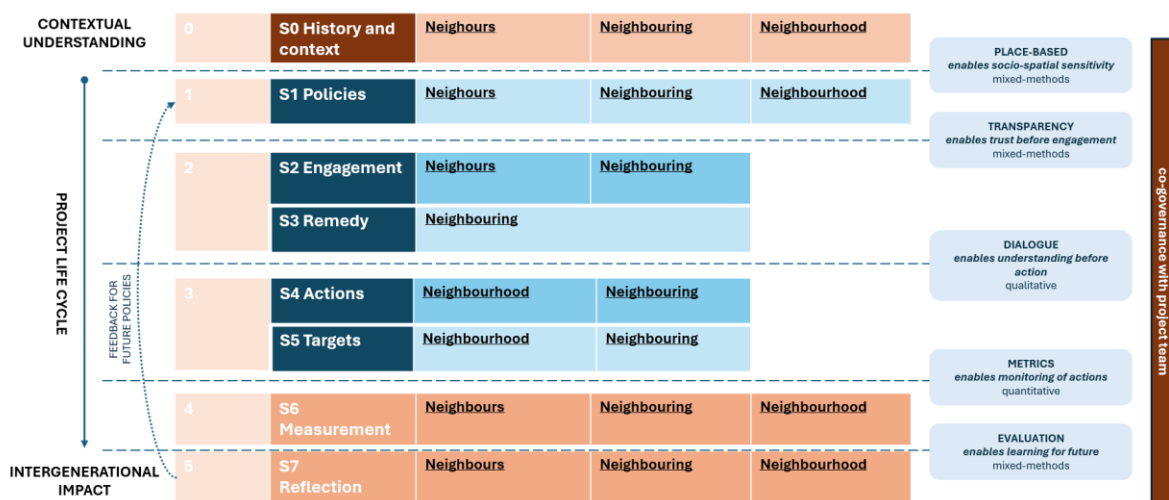 CONTEXTUAL
UNDERSTANDING
0
S0 History and
context
Neighours
Neighbouring
Neighbourhood
PLACE-BASED
enables socio-spatial sensitivity
mixed-methods
1
S1 Policies
Neighours
Neighbouring
Neighbourhood
TRANSPARENCY
enables trust before engagement
mixed-methods
2
S2 Engagement
Neighours
Neighbouring
S3 Remedy
Neighbouring
DIALOGUE
enables understanding before
action
qualitative
3
S4 Actions
Neighbourhood
Neighbouring
S5 Targets
Neighbourhood
Neighbouring
METRICS
enables monitoring of actions
quantitative
4
S6
Measurement
Neighbours
Neighbouring
Neighbourhood
EVALUATION
enables learning for future
mixed-methods
5
S7
Reflection
Neighbours
Neighbouring
Neighbourhood
PROJECT LIFE CYCLE
FEEDBACK FOR
FUTURE POLICIES
INTERGENERATIONAL
IMPACT
co-governance with project team